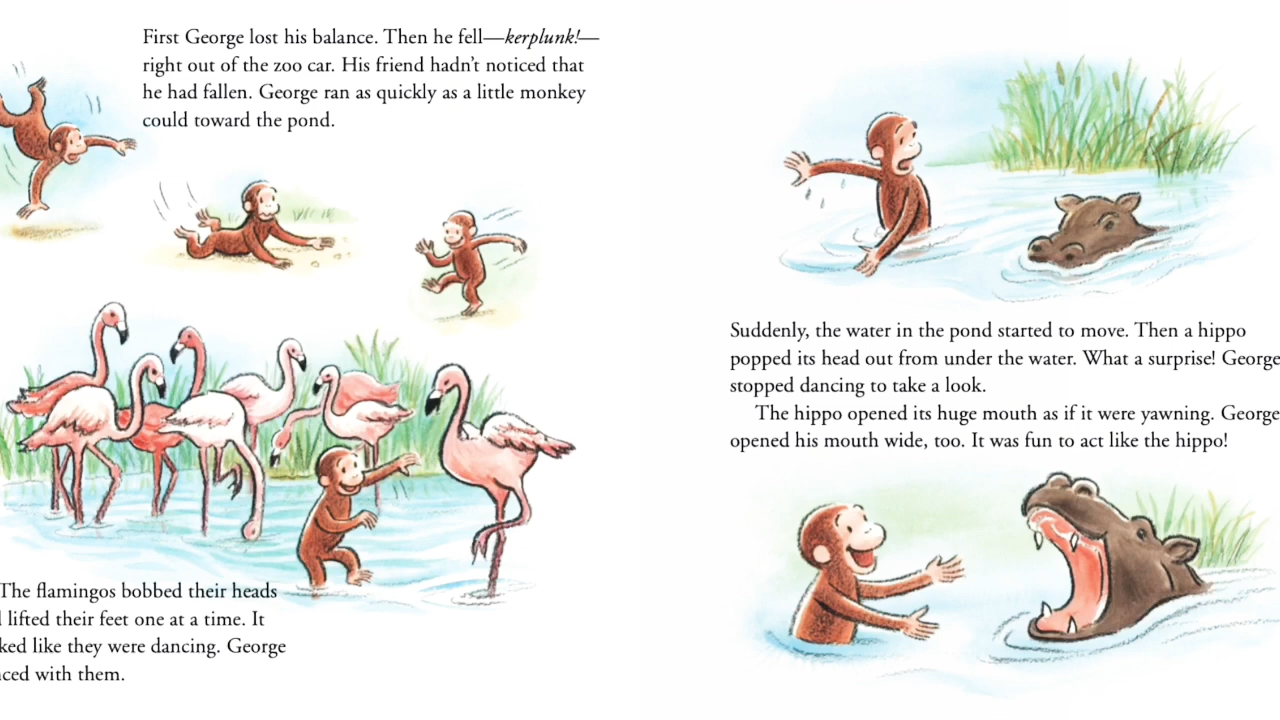 First George lost his balance. Then he fell—kerplunk!—
right out of the zoo car. His friend hadn't noticed that
he had fallen. George ran as quickly as a little monkey
could toward the pond.
The flamingos bobbed their heads
lifted their feet one at a time. It
ked like they were dancing. George
ced with them.
Suddenly, the water in the pond started to move. Then a hippo
popped its head out from under the water. What a surprise! George
stopped dancing to take a look.
The hippo opened its huge mouth as if it were yawning. George
opened his mouth wide, too. It was fun to act like the hippo!